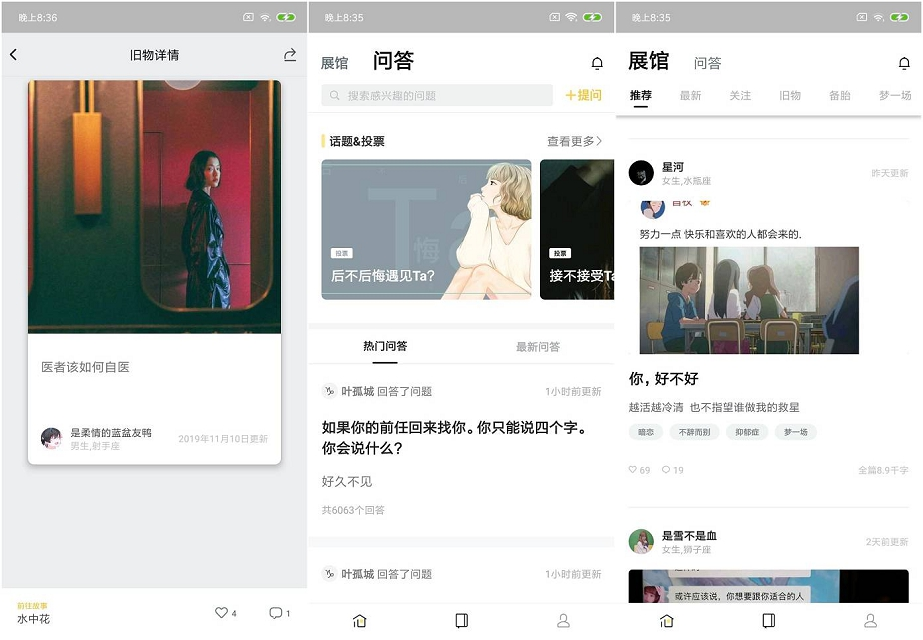 晚上8:36
旧物详情
医者该如何自医
是柔情的蓝盆友鸭
男生,射手座
2019年11月10日更新
前往故事
水中花
4
1
晚上8:35
展馆
问答
搜索感兴趣的问题
+提问
话题&投票
查看更多>
投票
后不后悔遇见Ta?
投票
接不接受Ta
热门问答
最新问答
叶孤城 回答了问题
1小时前更新
如果你的前任回来找你。你只能说四个字。
你会说什么?
好久不见
共6063个回答
叶孤城 回答了问题
1小时前更新
晚上8:35
展馆
问答
推荐
最新
关注
旧物
备胎
梦一场
星河
女生,水瓶座
昨天更新
努力一点 快乐和喜欢的人都会来的.
你，好不好
越活越冷清 也不指望谁做我的救星
暗恋
不辞而别
抑郁症
梦一场
69
19
全篇8.9千字
是雪不是血
女生,狮子座
2天前更新
或许应该说，你想要跟你适合的人